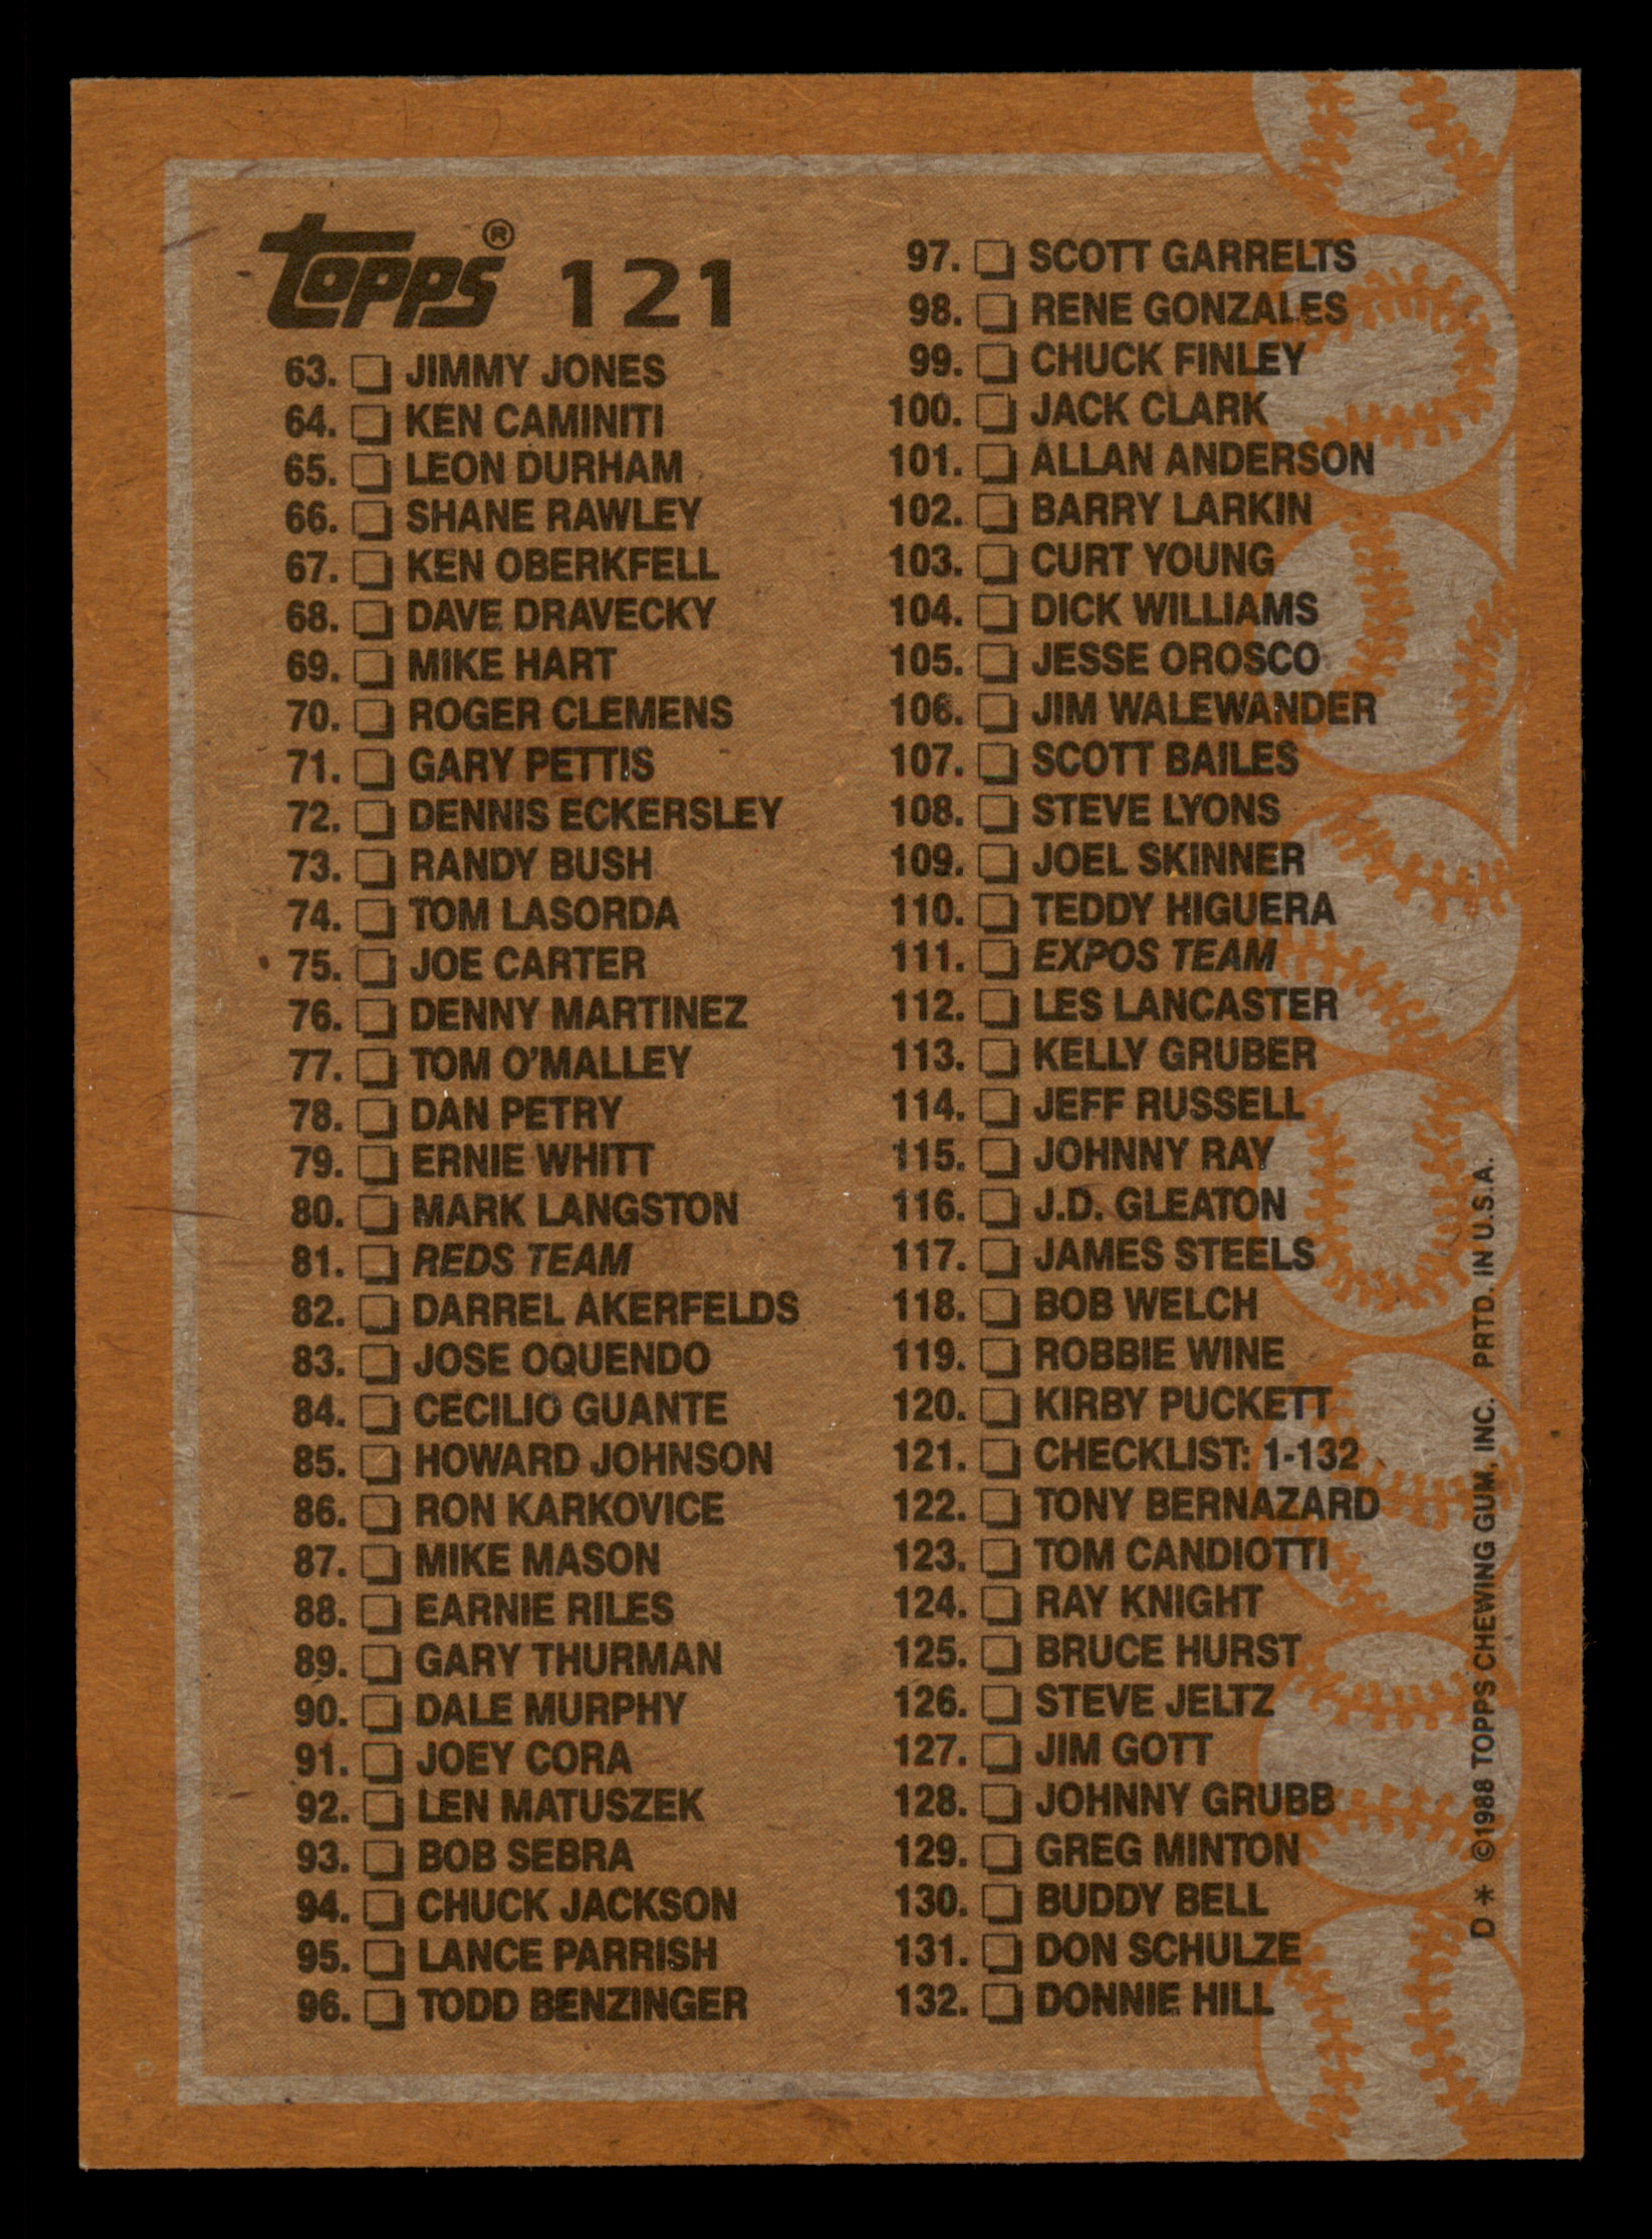 topps® 121
63. JIMMY JONES
64. KEN CAMINITI
65. LEON DURHAM
66. SHANE RAWLEY
67. KEN OBERKFELL
68. DAVE DRAVECKY
69. MIKE HART
70. ROGER CLEMENS
71. GARY PETTIS
72. DENNIS ECKERSLEY
73. RANDY BUSH
74. TOM LASORDA
75. JOE CARTER
76. DENNY MARTINEZ
77. TOM O'MALLEY
78. DAN PETRY
79. ERNIE WHITT
80. MARK LANGSTON
81. REDS TEAM
82. DARREL AKERFELDS
83. JOSE OQUENDO
84. CECILIO GUANTE
85. HOWARD JOHNSON
86. RON KARKOVICE
87. MIKE MASON
88. EARNIE RILES
89. GARY THURMAN
90. DALE MURPHY
91. JOEY CORA
92. LEN MATUSZEK
93. BOB SEBRA
94. CHUCK JACKSON
95. LANCE PARRISH
96. TODD BENZINGER
97. SCOTT GARRELTS
98. RENE GONZALES
99. CHUCK FINLEY
100. JACK CLARK
101. ALLAN ANDERSON
102. BARRY LARKIN
103. CURT YOUNG
104. DICK WILLIAMS
105. JESSE OROSCO
106. JIM WALEWANDER
107. SCOTT BAILES
108. STEVE LYONS
109. JOEL SKINNER
110. TEDDY HIGUERA
111. EXPOS TEAM
112. LES LANCASTER
113. KELLY GRUBER
114. JEFF RUSSELL
115. JOHNNY RAY
116. J.D. GLEATON
117. JAMES STEELS
118. BOB WELCH
119. ROBBIE WINE
120. KIRBY PUCKETT
121. CHECKLIST: 1-132
122. TONY BERNAZARD
123. TOM CANDIOTTI
124. RAY KNIGHT
125. BRUCE HURST
126. STEVE JELTZ
127. JIM GOTT
128. JOHNNY GRUBB
129. GREG MINTON
130. BUDDY BELL
131. DON SCHULZE
132. DONNIE HILL
D* ©1988 TOPPS CHEWING GUM, INC. PRTD. IN U.S.A.